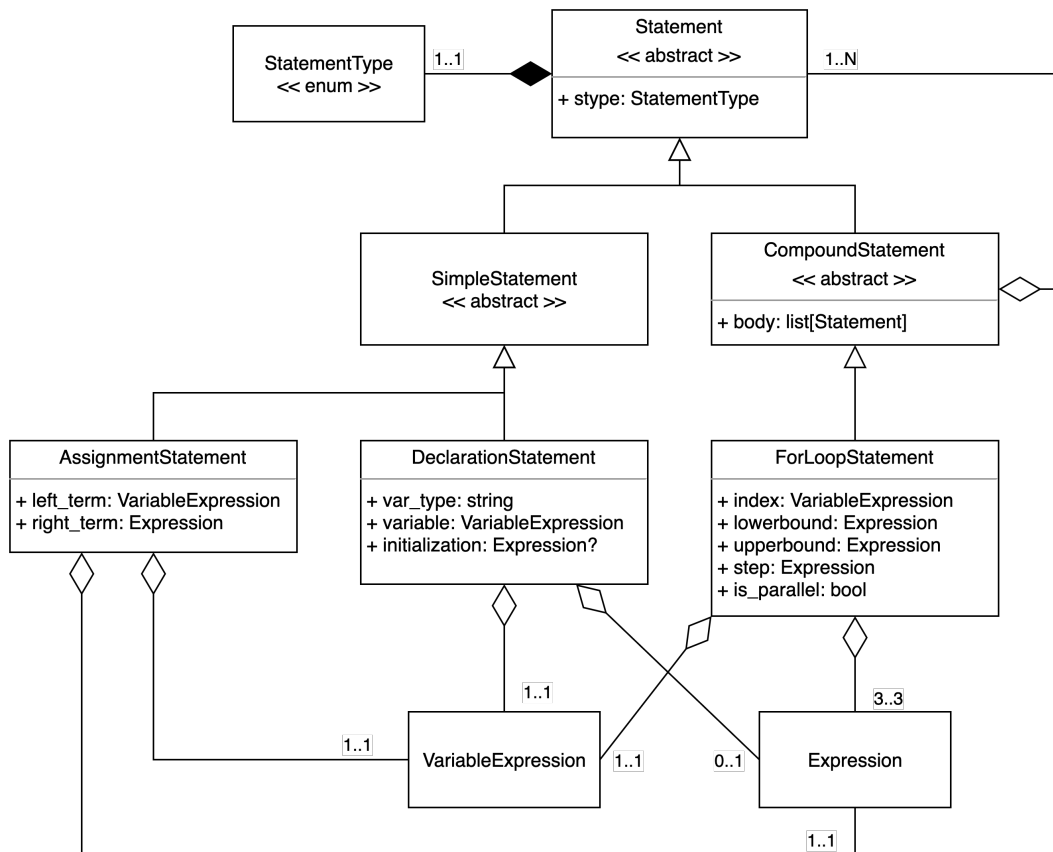 Statement
<< abstract >>
+ stype: StatementType
StatementType
<< enum >>
1..1
1..N
SimpleStatement
<< abstract >>
CompoundStatement
<< abstract >>
+ body: list[Statement]
AssignmentStatement
+ left_term: VariableExpression
+ right_term: Expression
DeclarationStatement
+ var_type: string
+ variable: VariableExpression
+ initialization: Expression?
ForLoopStatement
+ index: VariableExpression
+ lowerbound: Expression
+ upperbound: Expression
+ step: Expression
+ is_parallel: bool
1..1
3..3
1..1
VariableExpression
1..1
0..1
Expression
1..1